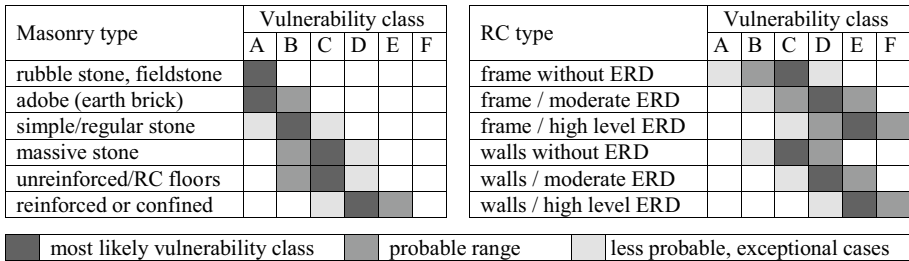 Masonry type Vulnerability class
A B C D E F
rubble stone, fieldstone
adobe (earth brick)
simple/regular stone
massive stone
unreinforced/RC floors
reinforced or confined
RC type Vulnerability class
A B C D E F
frame without ERD
frame / moderate ERD
frame / high level ERD
walls without ERD
walls / moderate ERD
walls / high level ERD
most likely vulnerability class probable range less probable, exceptional cases